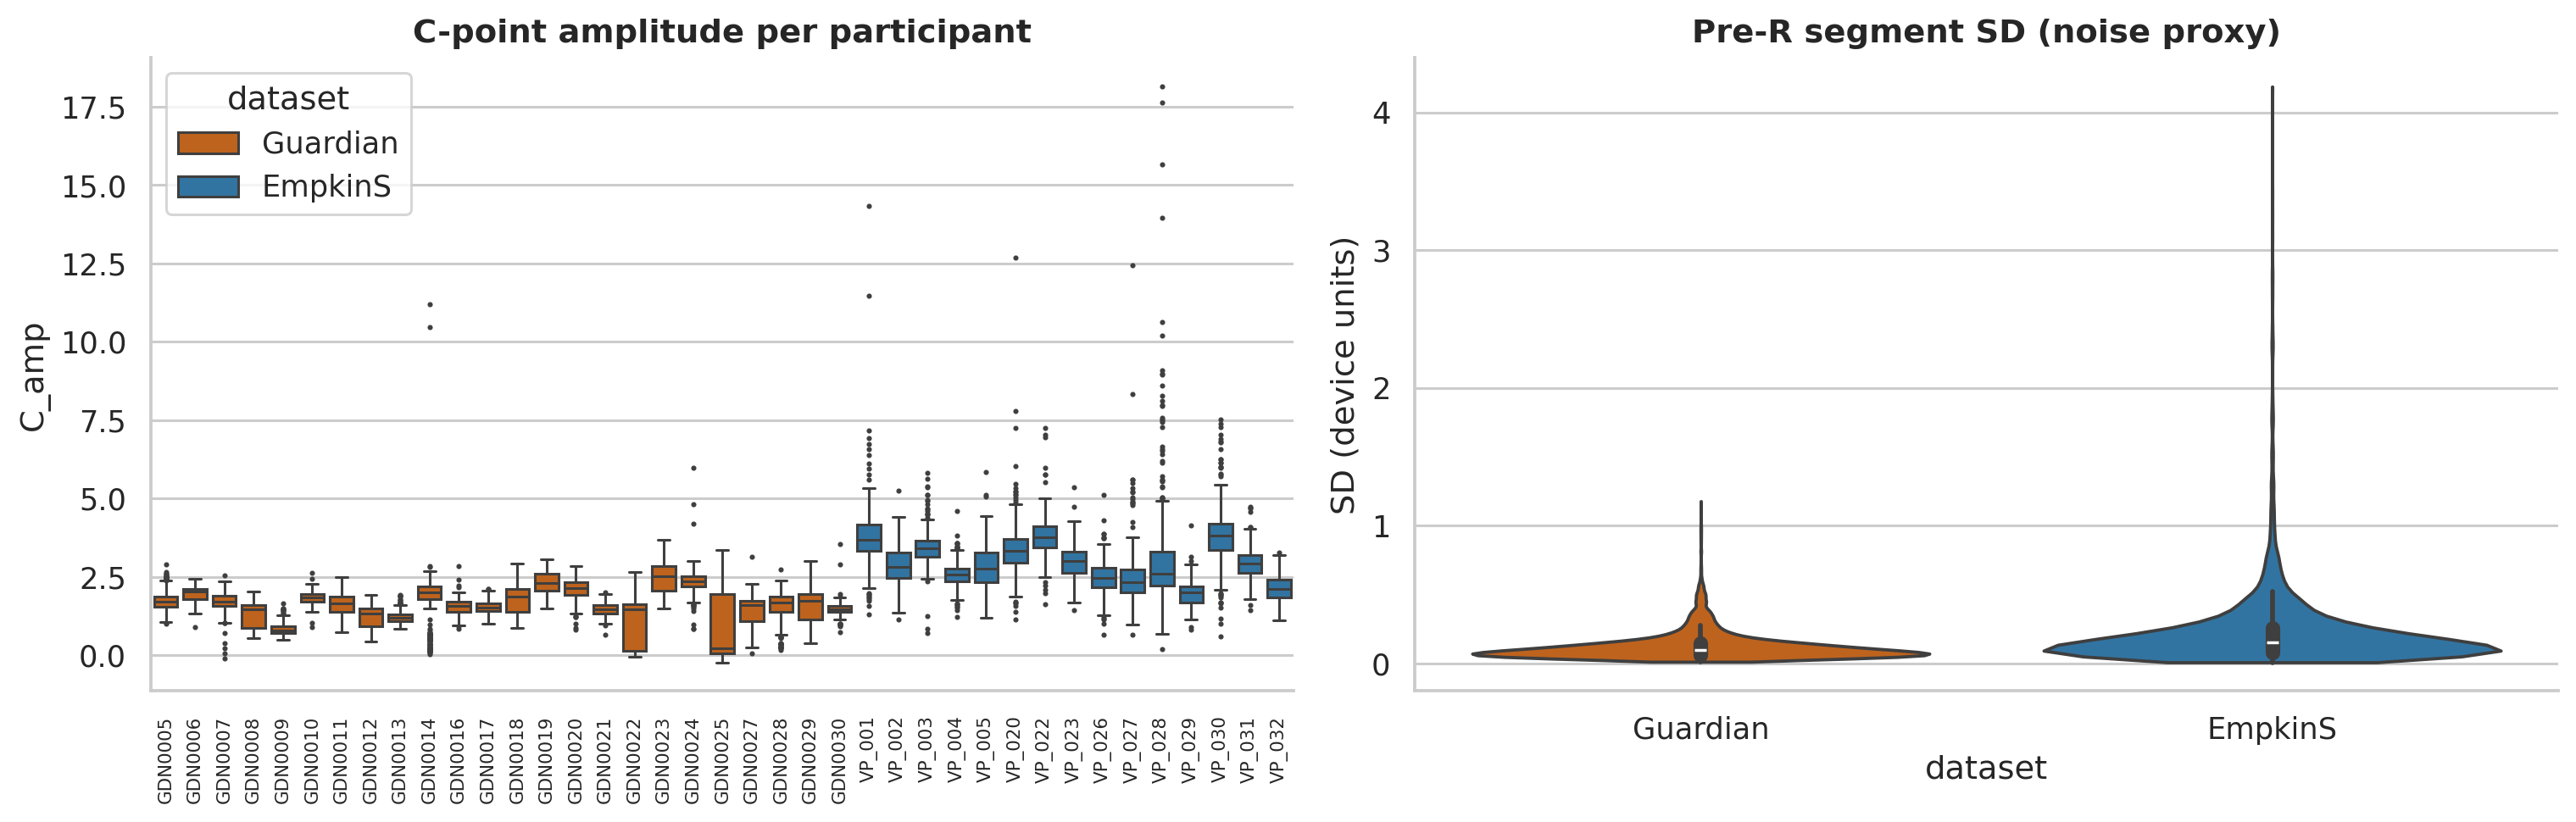 C-point amplitude per participant
dataset
Guardian
EmpkinS
C_amp
17.5
15.0
12.5
10.0
7.5
5.0
2.5
0.0
GDN0005
GDN0006
GDN0007
GDN0008
GDN0009
GDN0010
GDN0011
GDN0012
GDN0013
GDN0014
GDN0016
GDN0017
GDN0018
GDN0019
GDN0020
GDN0021
GDN0022
GDN0023
GDN0024
GDN0025
GDN0027
GDN0028
GDN0029
GDN0030
VP_001
VP_002
VP_003
VP_004
VP_005
VP_020
VP_022
VP_023
VP_026
VP_027
VP_028
VP_029
VP_030
VP_031
VP_032
Pre-R segment SD (noise proxy)
SD (device units)
4
3
2
1
0
Guardian
EmpkinS
dataset